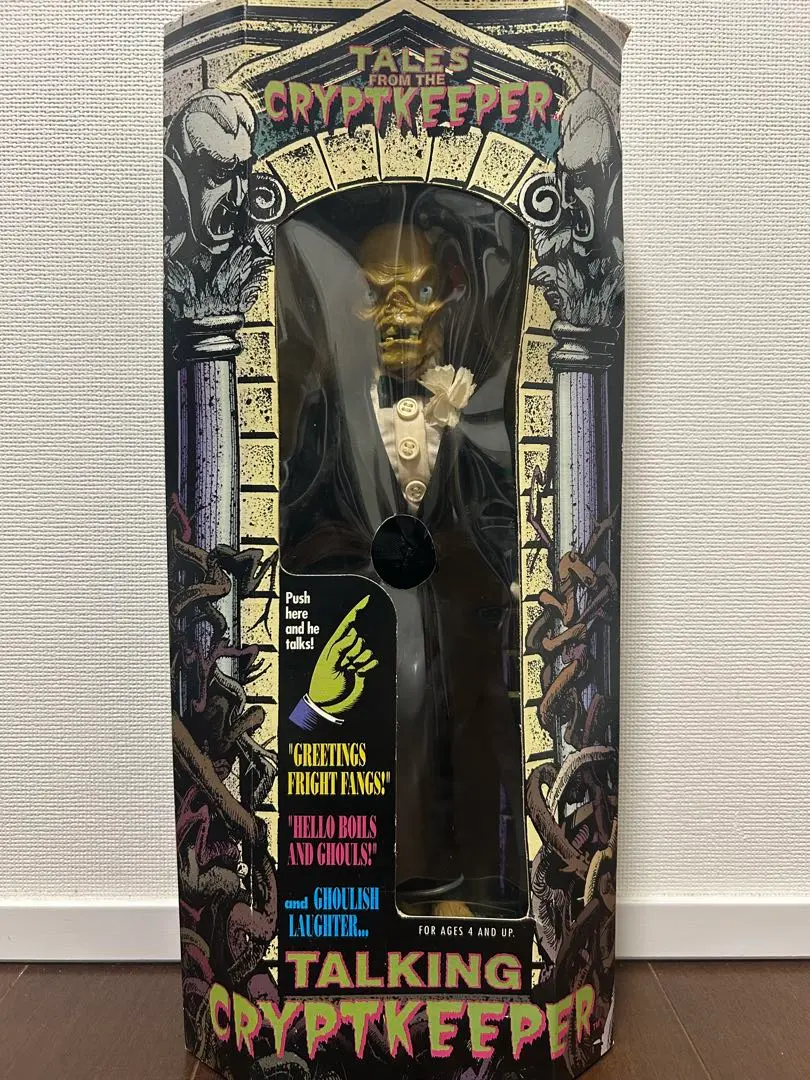 TALES
FROM THE
CRYPTKEEPER
Push
here
and he
talks!
"GREETINGS
FRIGHT FANGS!"
"HELLO BOILS
AND GHOULS!"
and GHOULISH
LAUGHTER...
FOR AGES 4 AND UP.
TALKING
CRYPTKEEPER